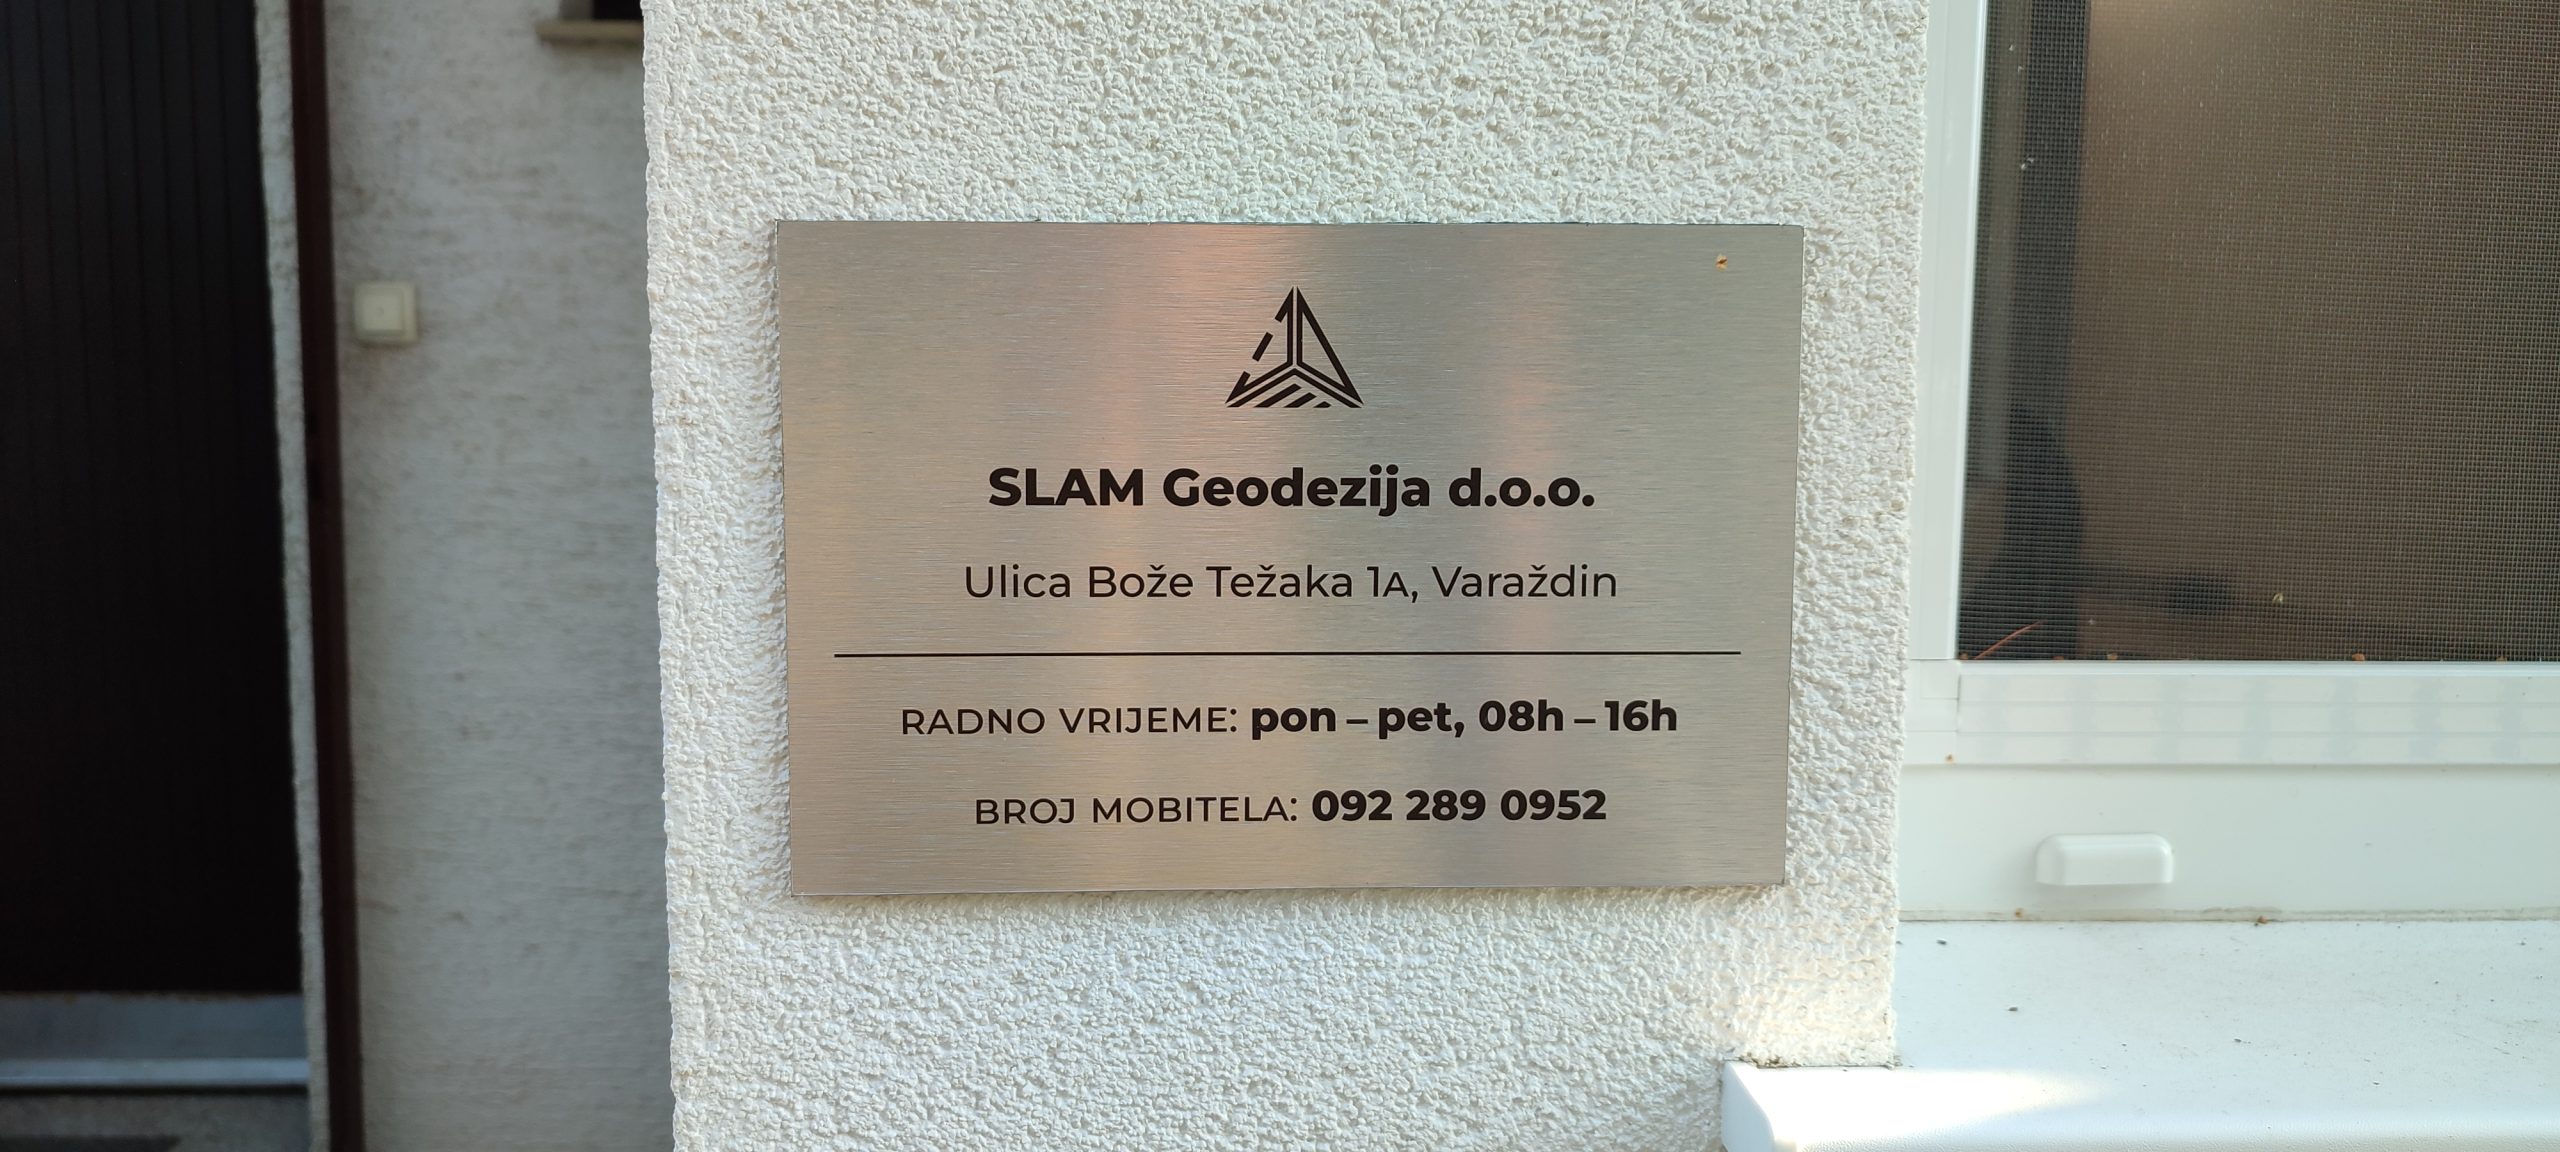 SLAM Geodezija d.o.o.
Ulica Bože Težaka 1A, Varaždin
RADNO VRIJEME: pon – pet, 08h – 16h
BROJ MOBITELA: 092 289 0952